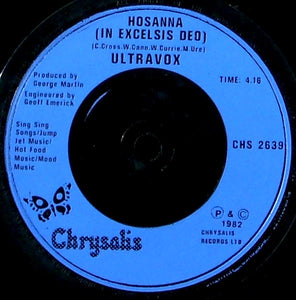 HOSANNA
(IN EXCELSIS DEO)
(C.Cross.W.Cann.W.Currie.M.Ure)
ULTRAVOX
Produced by
George Martin
Engineered by
Geoff Emerick
TIME: 4.16
Sing Sing
Songs/Jump
Jet Music/
Hot Food
Music/Mood
Music
CHS 2639
Chrysalis
℗ & ©
1982
CHRYSALIS
RECORDS LTD